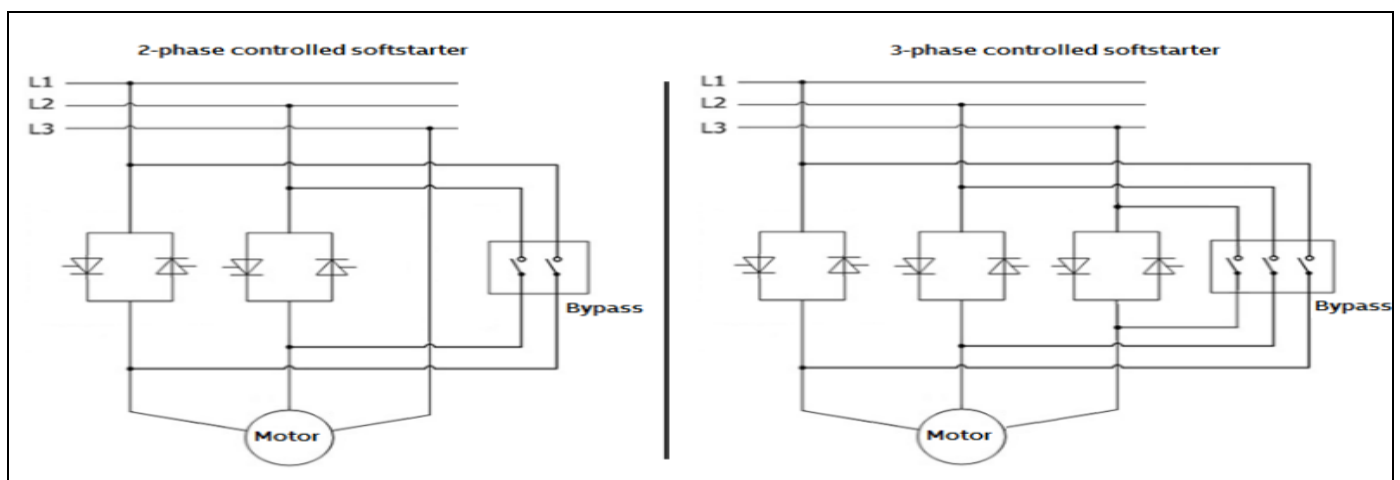 2-phase controlled softstarter
L1
L2
L3
Bypass
Motor
3-phase controlled softstarter
L1
L2
L3
Bypass
Motor